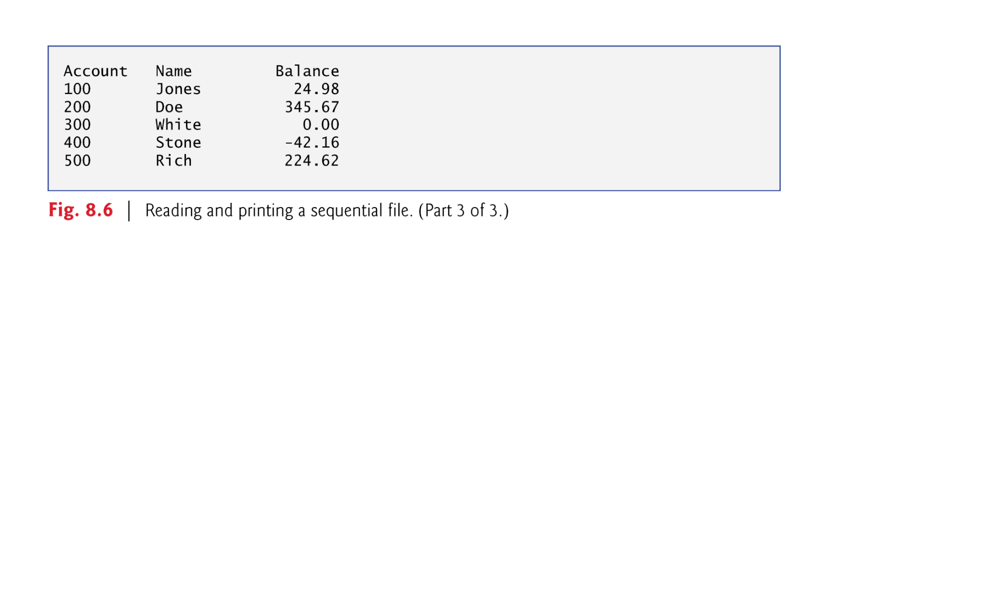 Account   Name         Balance
100       Jones          24.98
200       Doe           345.67
300       White           0.00
400       Stone         -42.16
500       Rich          224.62
Fig. 8.6 | Reading and printing a sequential file. (Part 3 of 3.)